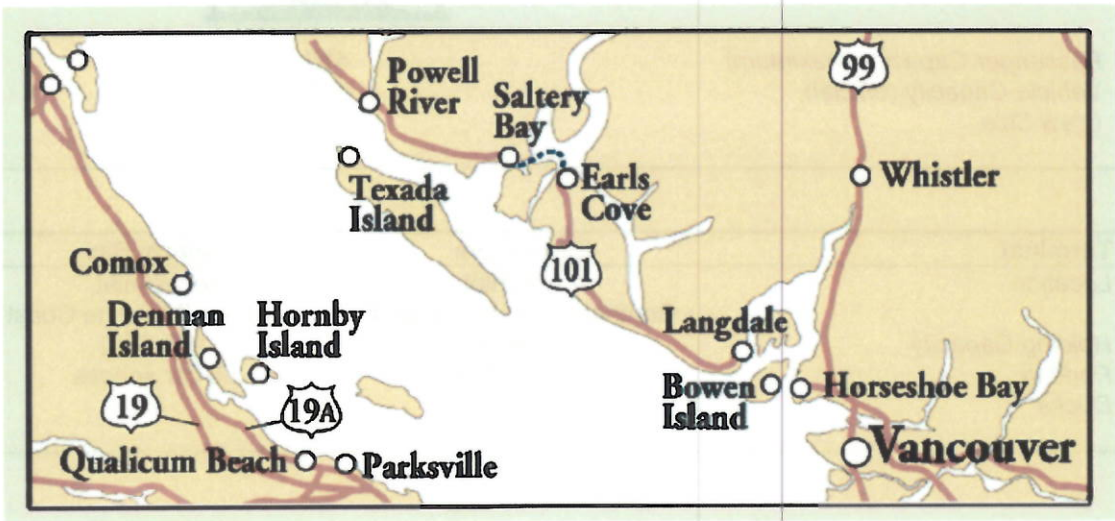 Powell
River
Saltery
Bay
99
Texada
Island
Earls
Cove
Whistler
101
Comox
Denman
Island
Hornby
Island
Langdale
Bowen
Island
Horseshoe Bay
19
19A
Qualicum Beach
Parksville
Vancouver